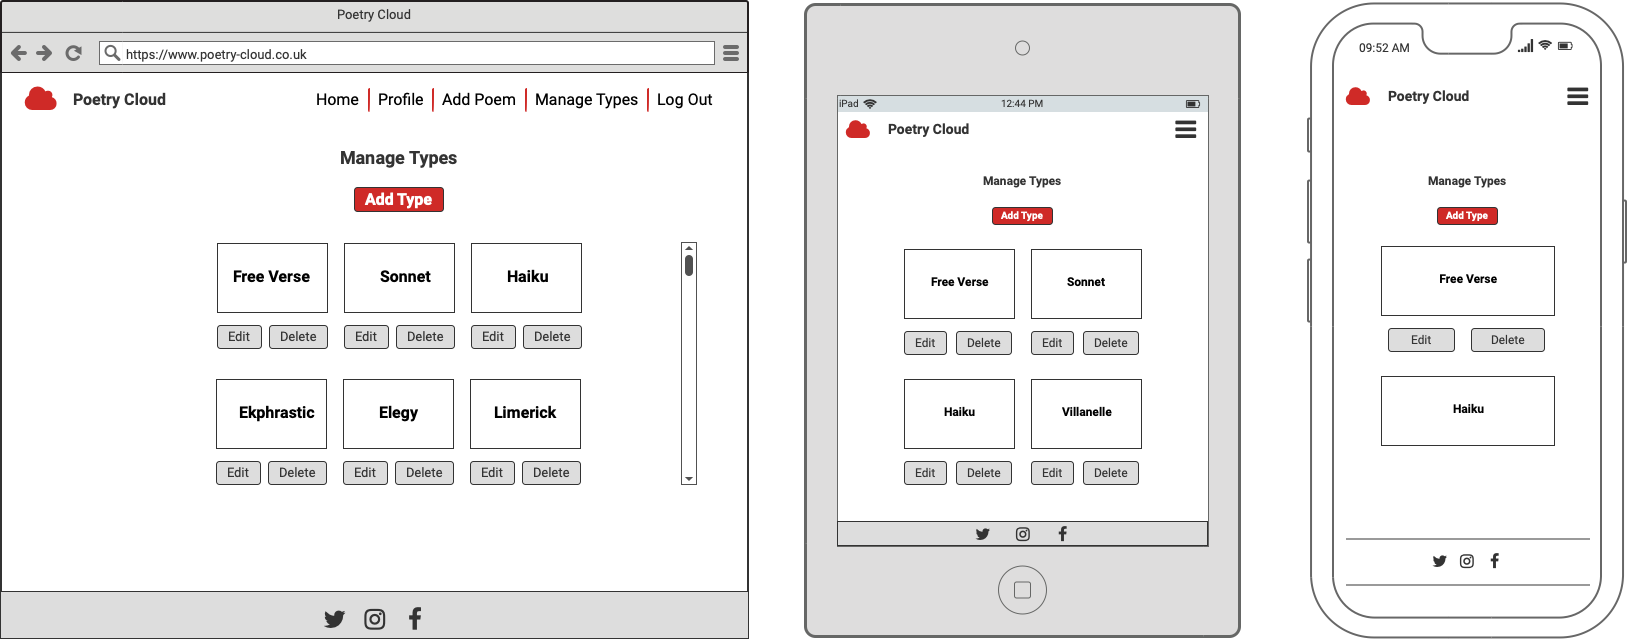 Poetry Cloud
https://www.poetry-cloud.co.uk
Poetry Cloud
Home Profile Add Poem Manage Types Log Out
Manage Types
Add Type
Free Verse Sonnet Haiku
Edit Delete Edit Delete Edit Delete
Ekphrastic Elegy Limerick
Edit Delete Edit Delete Edit Delete
iPad 12:44 PM
Poetry Cloud
Manage Types
Add Type
Free Verse Sonnet
Edit Delete Edit Delete
Haiku Villanelle
Edit Delete Edit Delete
09:52 AM
Poetry Cloud
Manage Types
Add Type
Free Verse
Edit Delete
Haiku